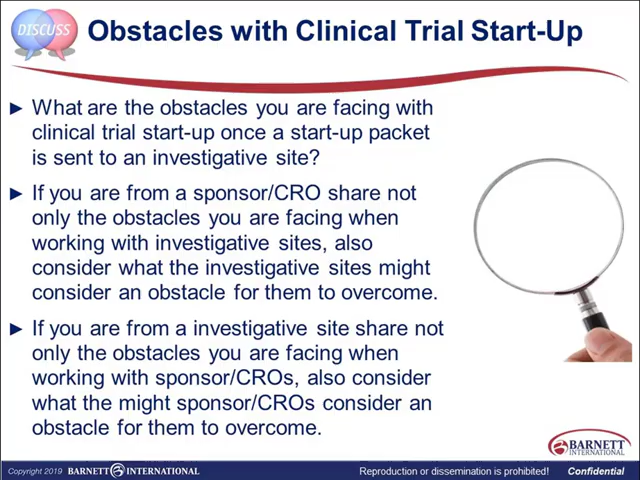 DISCUSS
Obstacles with Clinical Trial Start-Up
► What are the obstacles you are facing with
clinical trial start-up once a start-up packet
is sent to an investigative site?
► If you are from a sponsor/CRO share not
only the obstacles you are facing when
working with investigative sites, also
consider what the investigative sites might
consider an obstacle for them to overcome.
► If you are from a investigative site share not
only the obstacles you are facing when
working with sponsor/CROs, also consider
what the might sponsor/CROs consider an
obstacle for them to overcome.
BARNETT
INTERNATIONAL
Copyright 2019 BARNETT INTERNATIONAL Reproduction or dissemination is prohibited! Confidential